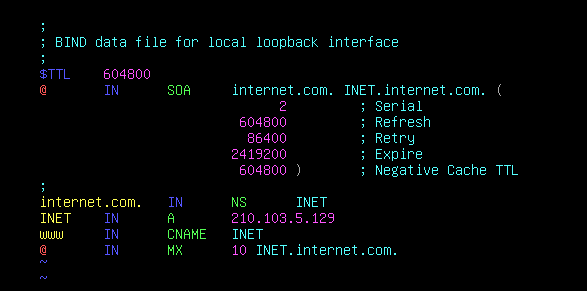 ;
; BIND data file for local loopback interface
;
$TTL    604800
@       IN      SOA     internet.com. INET.internet.com. (
                              2         ; Serial
                         604800         ; Refresh
                          86400         ; Retry
                        2419200         ; Expire
                         604800 )       ; Negative Cache TTL
;
internet.com.   IN      NS      INET
INET    IN      A       210.103.5.129
www     IN      CNAME   INET
@       IN      MX      10 INET.internet.com.
~
~